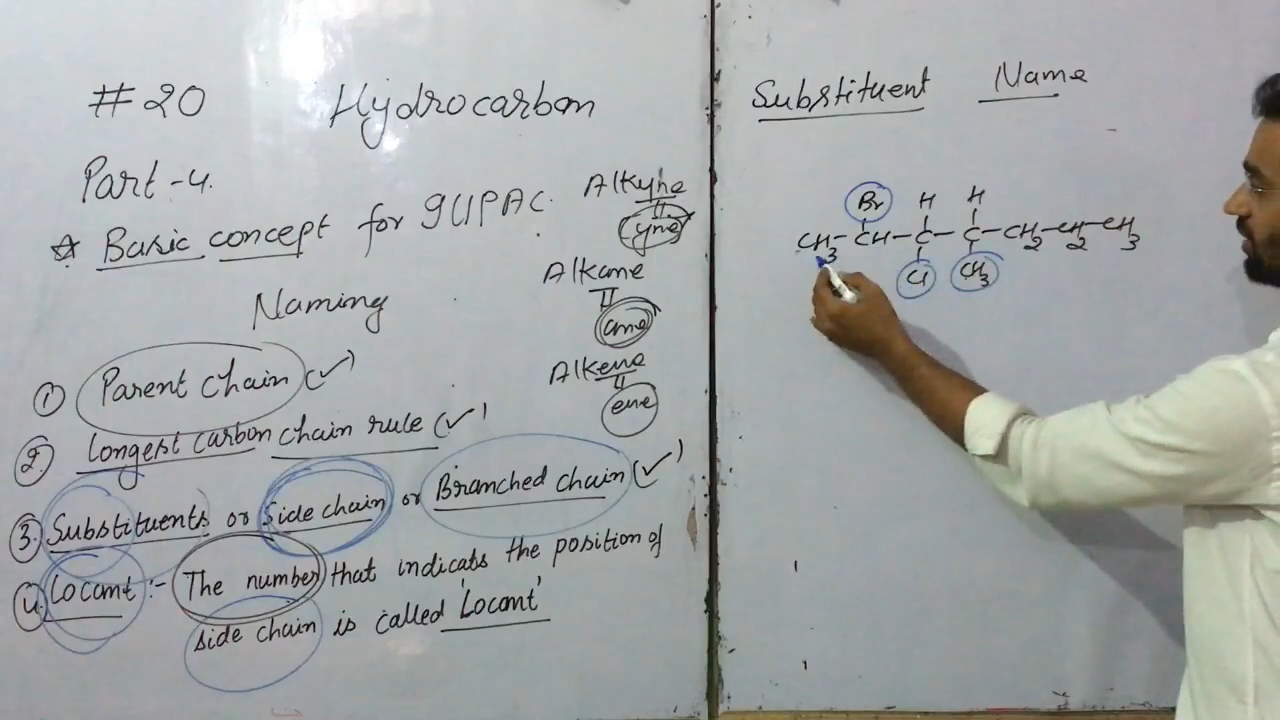 #20 Hydrocarbon
Part-4.
☆ Basic concept for IUPAC.
Naming
Alkyne
yne
Alkane
ane
Alkene
ene
① Parent chain (✓)
② Longest carbon chain rule (✓)
③ Substituents or Side chain or Branched chain (✓)
④ Locant :- The number that indicats the position of
side chain is called 'Locant'
Substituent Name
Br H H
CH3-CH-C-C-CH2-CH2-CH3
Cl CH3